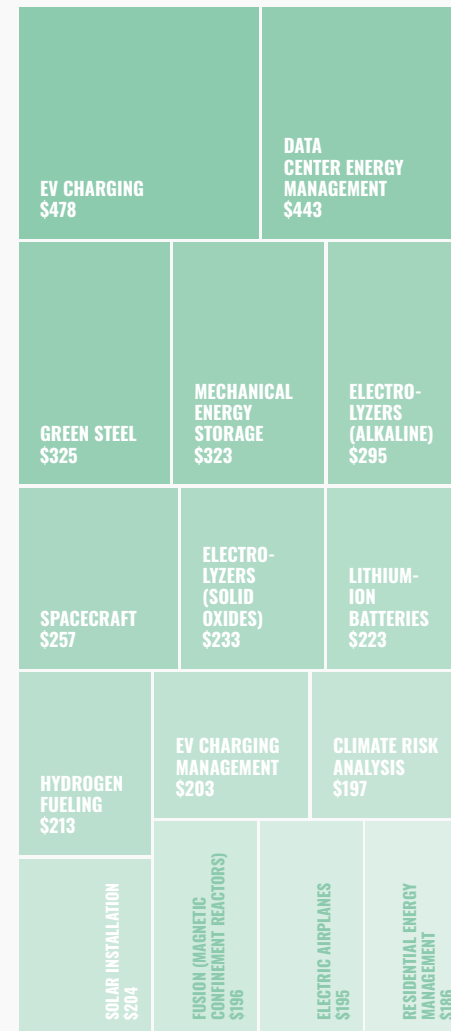 EV CHARGING
$478
DATA
CENTER ENERGY
MANAGEMENT
$443
GREEN STEEL
$325
MECHANICAL
ENERGY
STORAGE
$323
ELECTRO-
LYZERS
(ALKALINE)
$295
SPACECRAFT
$257
ELECTRO-
LYZERS
(SOLID
OXIDES)
$233
LITHIUM-
ION
BATTERIES
$223
HYDROGEN
FUELING
$213
EV CHARGING
MANAGEMENT
$203
CLIMATE RISK
ANALYSIS
$197
SOLAR INSTALLATION
$204
FUSION (MAGNETIC
CONFINEMENT REACTORS)
$196
ELECTRIC AIRPLANES
$195
RESIDENTIAL ENERGY
MANAGEMENT
$186